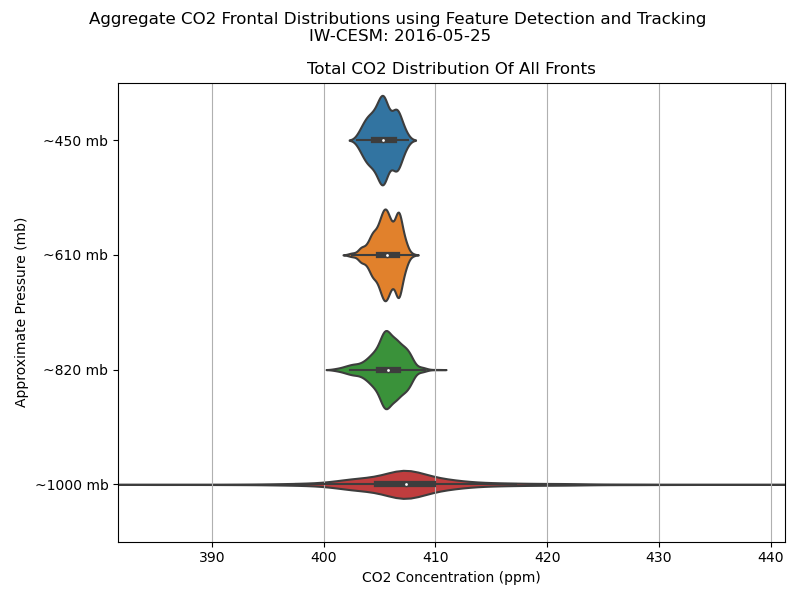 Aggregate CO2 Frontal Distributions using Feature Detection and Tracking
IW-CESM: 2016-05-25
Total CO2 Distribution Of All Fronts
Approximate Pressure (mb)
~450 mb
~610 mb
~820 mb
~1000 mb
390 400 410 420 430 440
CO2 Concentration (ppm)